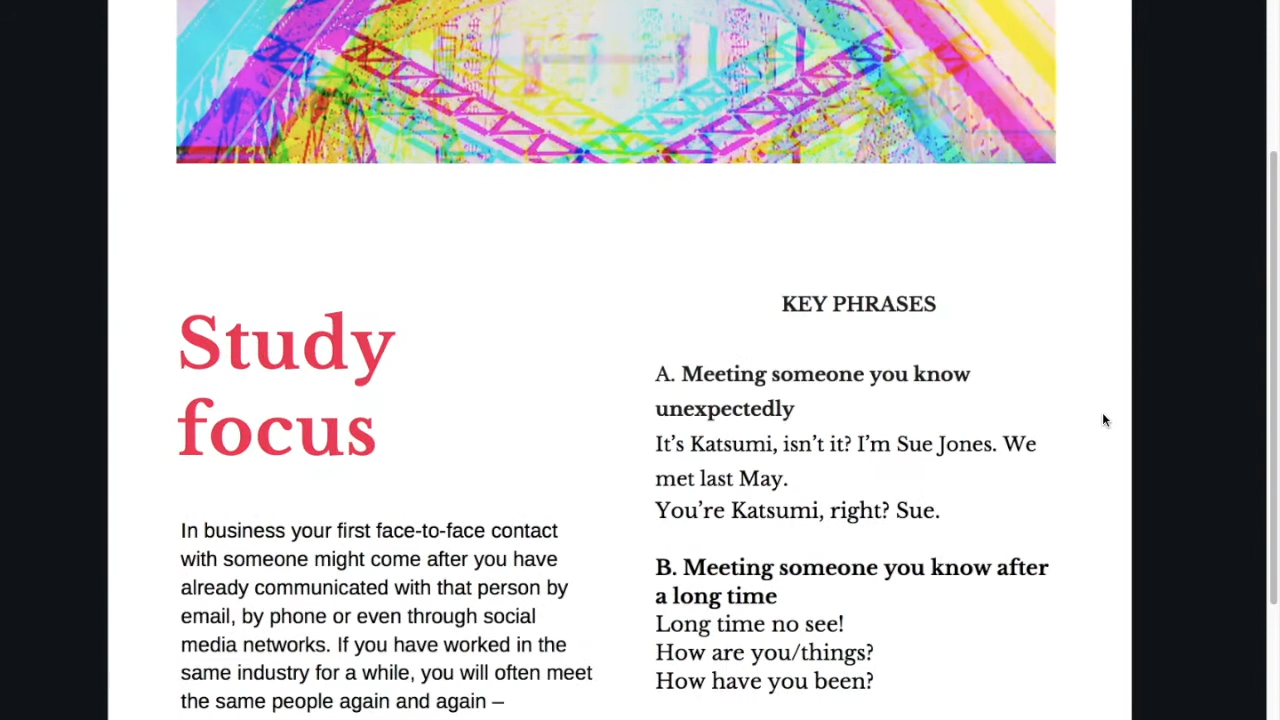 Study
focus
In business your first face-to-face contact
with someone might come after you have
already communicated with that person by
email, by phone or even through social
media networks. If you have worked in the
same industry for a while, you will often meet
the same people again and again –
KEY PHRASES
A. Meeting someone you know
unexpectedly
It’s Katsumi, isn’t it? I’m Sue Jones. We
met last May.
You’re Katsumi, right? Sue.
B. Meeting someone you know after
a long time
Long time no see!
How are you/things?
How have you been?